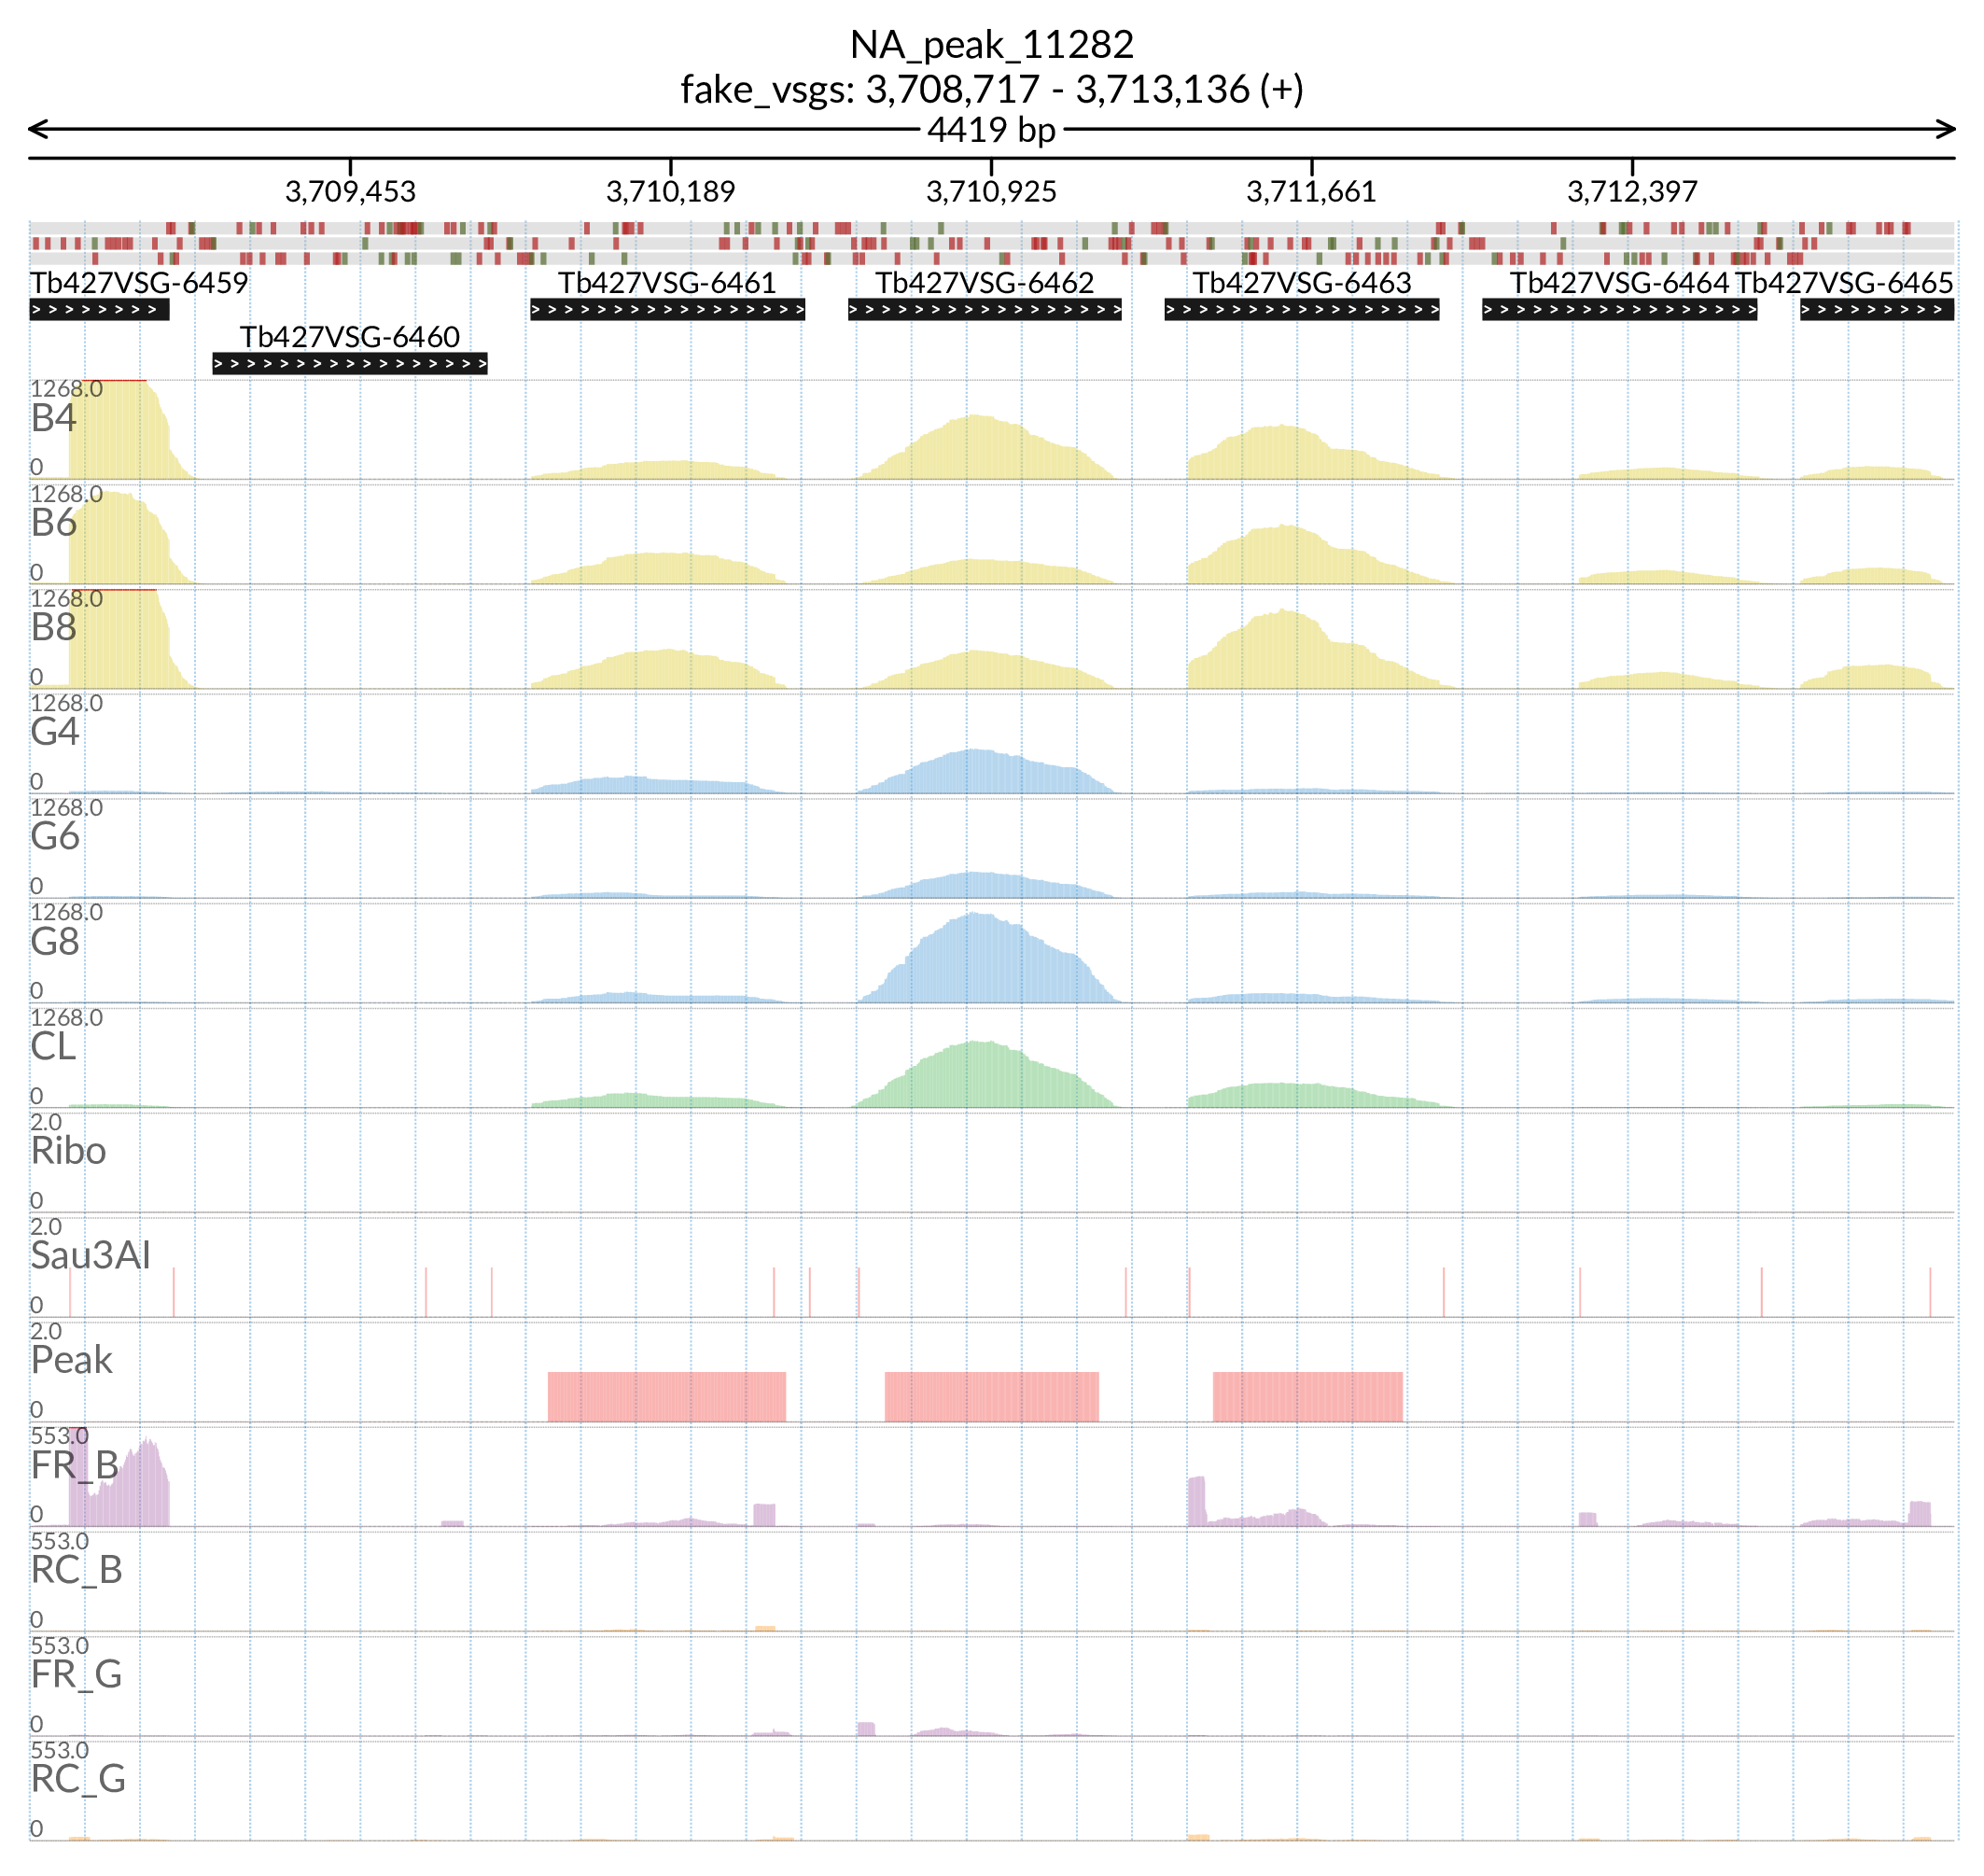 NA_peak_11282
fake_vsgs: 3,708,717 - 3,713,136 (+)
4419 bp
3,709,453 3,710,189 3,710,925 3,711,661 3,712,397
Tb427VSG-6459 Tb427VSG-6461 Tb427VSG-6462 Tb427VSG-6463 Tb427VSG-6464 Tb427VSG-6465
Tb427VSG-6460
1268.0
B4
0
1268.0
B6
0
1268.0
B8
0
1268.0
G4
0
1268.0
G6
0
1268.0
G8
0
1268.0
CL
0
2.0
Ribo
0
2.0
Sau3AI
0
2.0
Peak
0
553.0
FR_B
0
553.0
RC_B
0
553.0
FR_G
0
553.0
RC_G
0